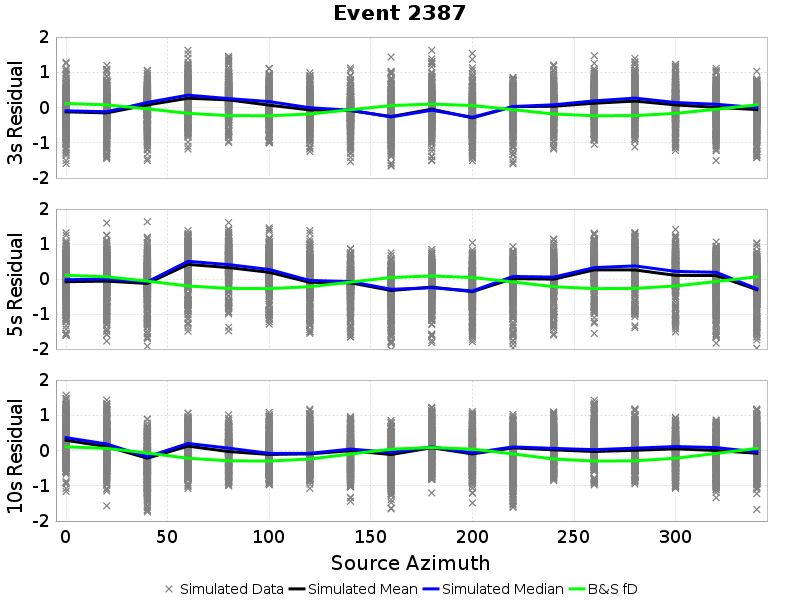 Event 2387
3s Residual
2
1
0
-1
-2
5s Residual
2
1
0
-1
-2
10s Residual
2
1
0
-1
-2
0 50 100 150 200 250 300
Source Azimuth
Simulated Data Simulated Mean Simulated Median B&S fD